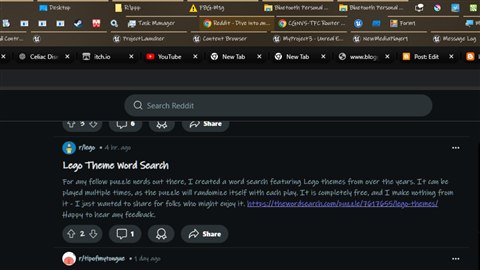 Desktop
R:\ppp
FBG-Mtg
Bluetooth Personal ...
Bluetooth Personal ...
Task Manager
Reddit - Dive into an...
CGNVS-TPC Router ...
Form1
ProjectLauncher
Content Browser
MyProject3 - Unreal E...
NewMediaPlayer1
Message Log
Celiac Dis
itch.io
YouTube
New Tab
New Tab
www.blog
Post: Edit
Search Reddit
6
Share
r/lego • 4 hr. ago
Lego Theme Word Search
For any fellow puzzle nerds out there, I created a word search featuring Lego themes from over the years. It can be
played multiple times, as the puzzle will randomize itself with each play. It is completely free, and I make nothing from
it - I just wanted to share for folks who might enjoy it. https://thewordsearch.com/puzzle/7617655/lego-themes/
Happy to hear any feedback.
2
1
Share
r/tipofmytongue • 1 day ago